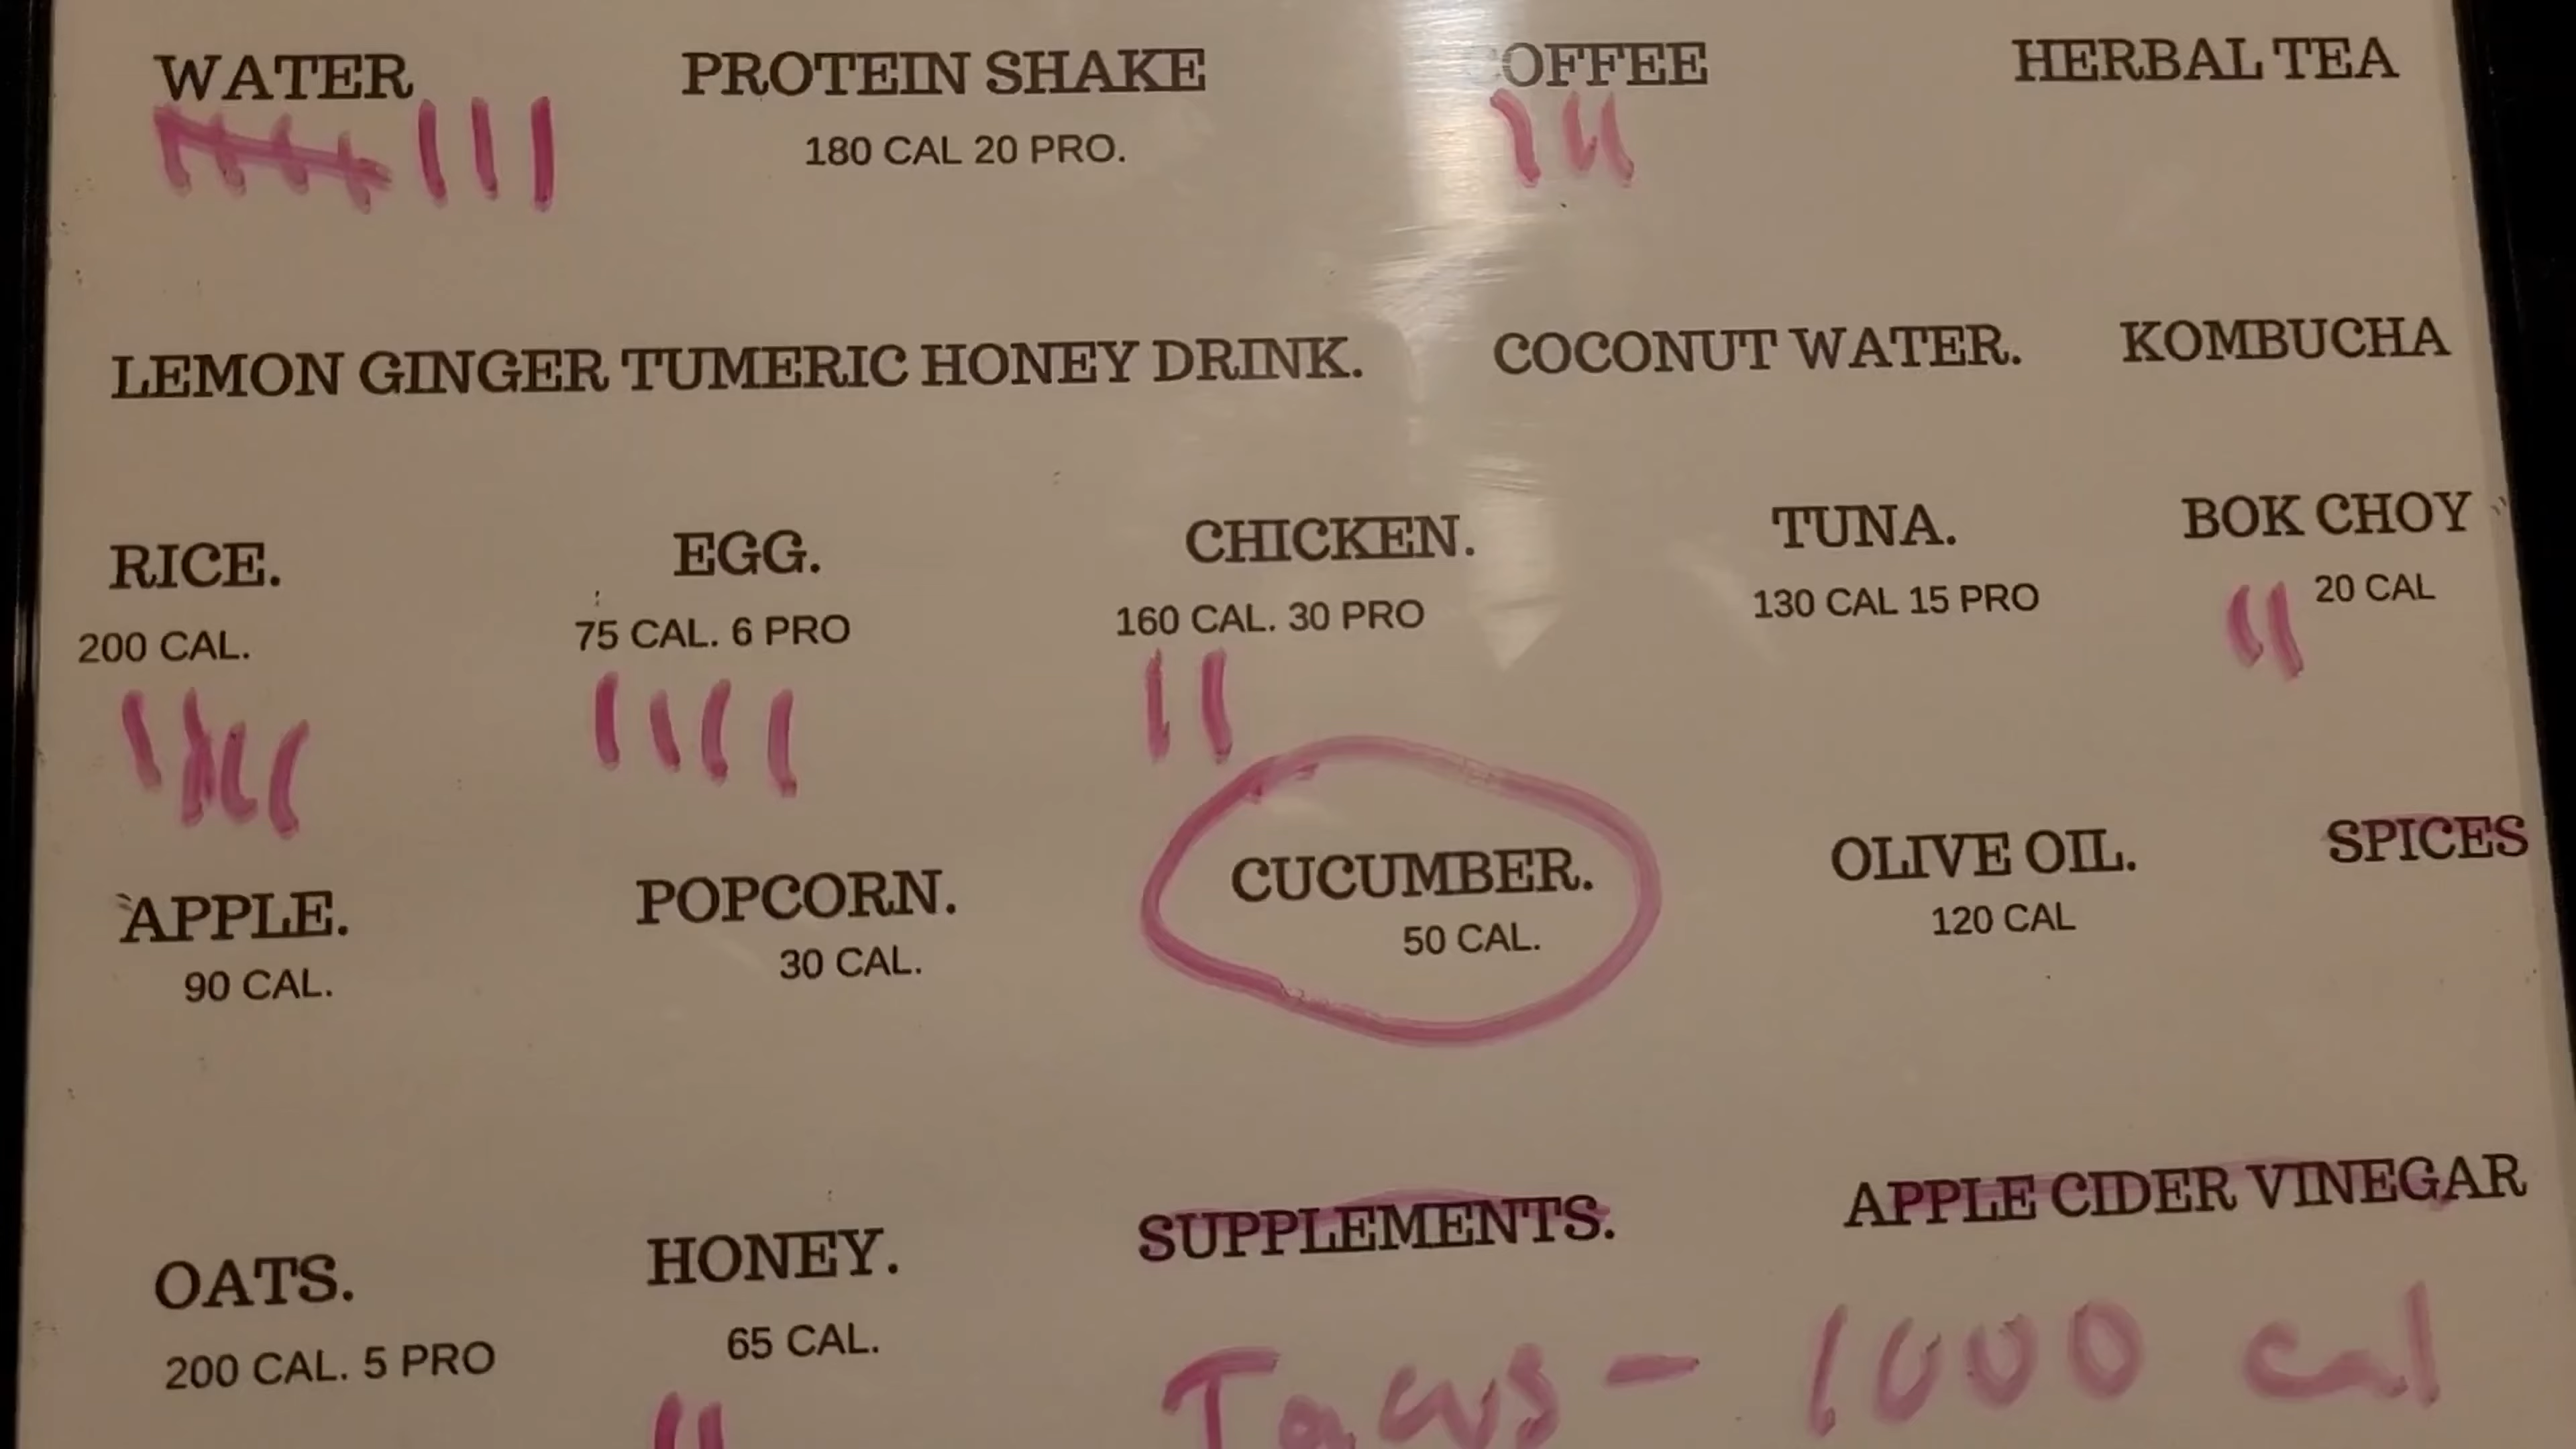 WATER PROTEIN SHAKE COFFEE HERBAL TEA
180 CAL 20 PRO.
LEMON GINGER TUMERIC HONEY DRINK. COCONUT WATER. KOMBUCHA
RICE. EGG. CHICKEN. TUNA. BOK CHOY
200 CAL. 75 CAL. 6 PRO 160 CAL. 30 PRO 130 CAL 15 PRO 20 CAL
APPLE. POPCORN. CUCUMBER. OLIVE OIL. SPICES
90 CAL. 30 CAL. 50 CAL. 120 CAL
OATS. HONEY. SUPPLEMENTS. APPLE CIDER VINEGAR
200 CAL. 5 PRO 65 CAL.
Tacos - 1000 cal